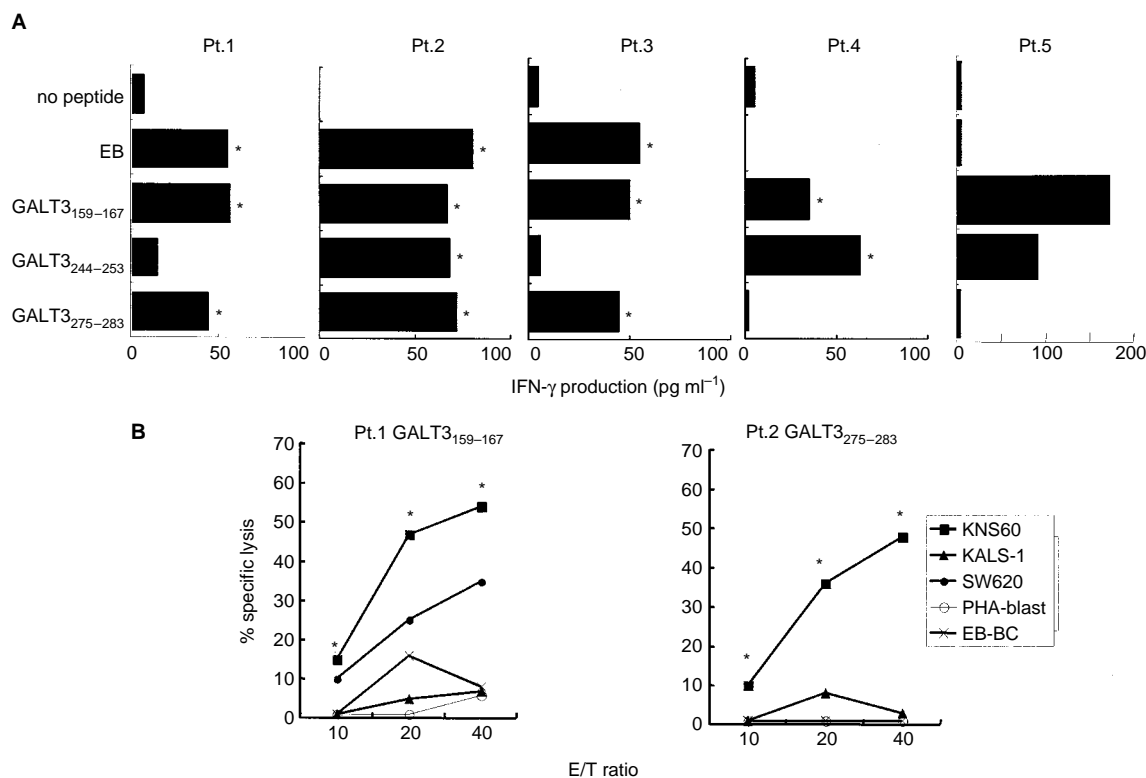 A
Pt.1 Pt.2 Pt.3 Pt.4 Pt.5
no peptide
EB
GALT3159–167
GALT3244–253
GALT3275–283
* * * * * * * * * * * *
0 50 100 0 50 100 0 50 100 0 50 100 0 100 200
IFN-γ production (pg ml–1)
B
Pt.1 GALT3159–167
Pt.2 GALT3275–283
% specific lysis
70 60 50 40 30 20 10 0
10 20 40
* * *
70 60 50 40 30 20 10 0
10 20 40
* * *
KNS60
KALS-1
SW620
PHA-blast
EB-BC
E/T ratio